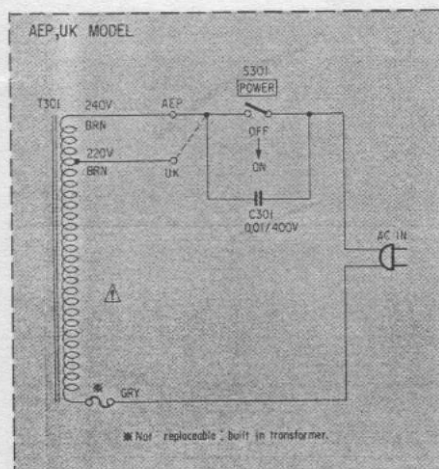 AEP,UK MODEL
S301
POWER
T301
240V
BRN
AEP
OFF
ON
220V
BRN
UK
C301
0.01/400V
AC IN
⚠
※
GRY
※ Not replaceable : built in transformer.